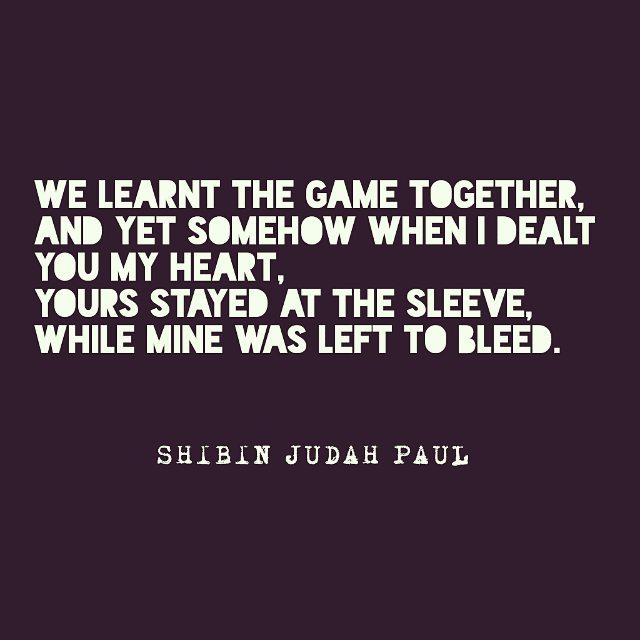 WE LEARNT THE GAME TOGETHER,
AND YET SOMEHOW WHEN I DEALT
YOU MY HEART,
YOURS STAYED AT THE SLEEVE,
WHILE MINE WAS LEFT TO BLEED.
SHIBIN JUDAH PAUL